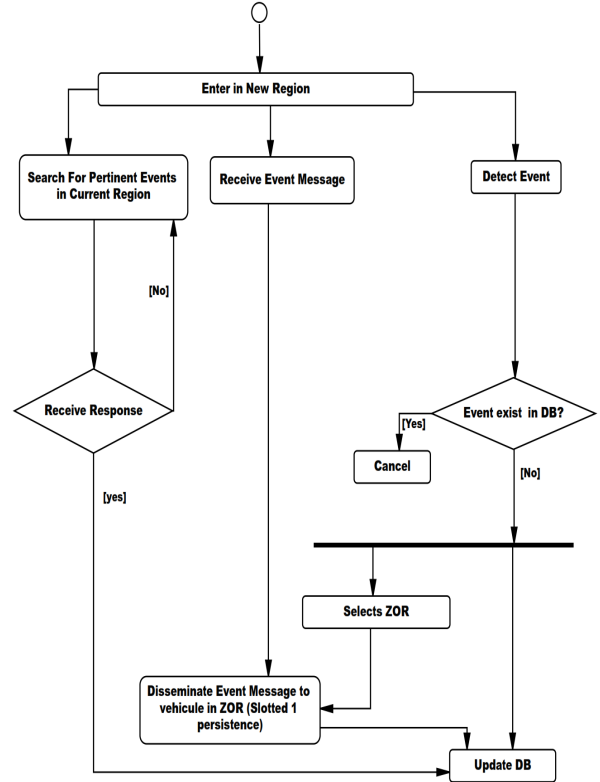 Enter in New Region
Search For Pertinent Events
in Current Region
Receive Event Message
Detect Event
[No]
Receive Response
Event exist in DB?
[Yes]
Cancel
[No]
[yes]
Selects ZOR
Disseminate Event Message to
vehicule in ZOR (Slotted 1
persistence)
Update DB